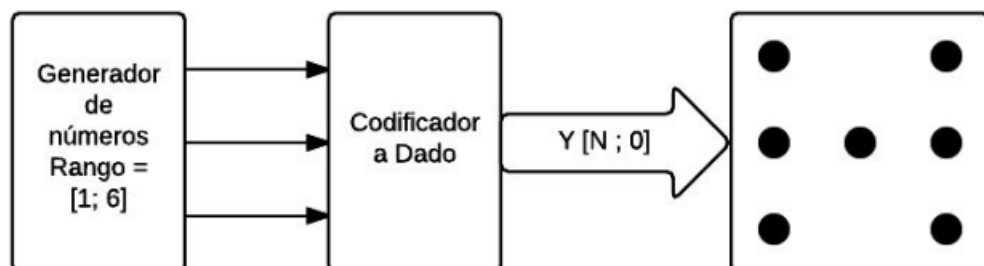 Generador
de
números
Rango =
[1; 6]
Codificador
a Dado
Y [N ; 0]